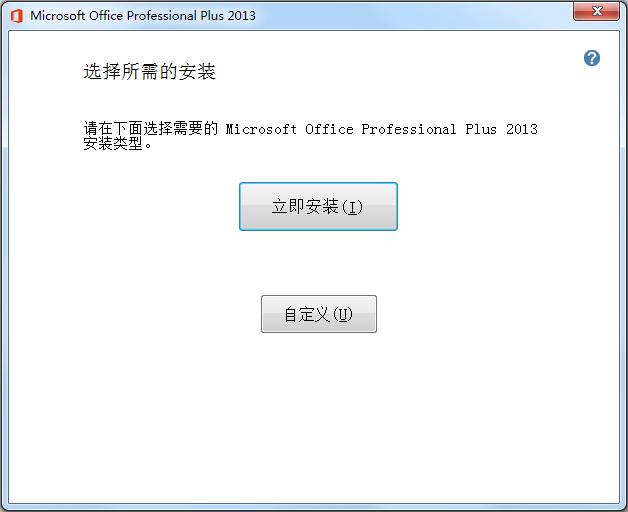 Microsoft Office Professional Plus 2013
选择所需的安装
请在下面选择需要的 Microsoft Office Professional Plus 2013
安装类型。
立即安装(I)
自定义(U)